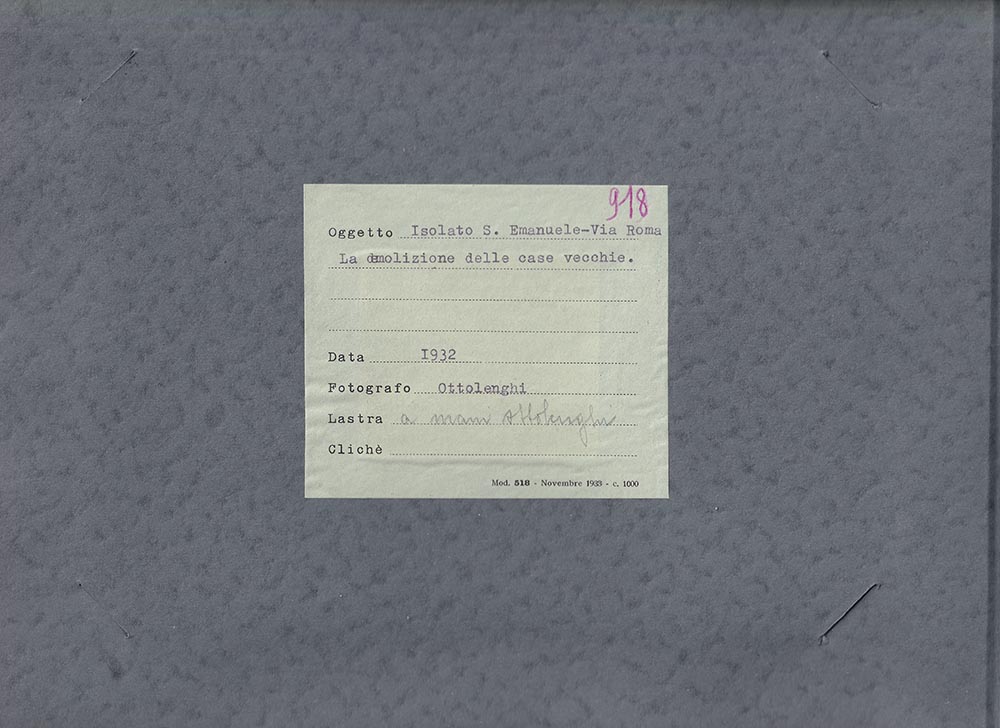 918
Oggetto Isolato S. Emanuele-Via Roma
La demolizione delle case vecchie.
Data I932
Fotografo Ottolenghi
Lastra a mani Ottolenghi
Clichè
Mod. 518 - Novembre 1933 - c. 1000